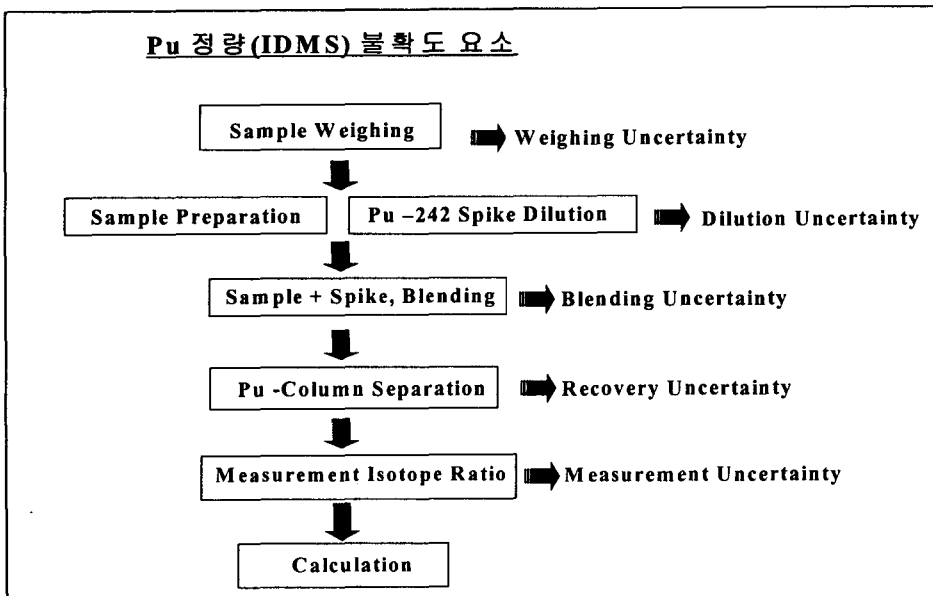 Pu 정량(IDMS) 불확도 요소
Sample Weighing
Weighing Uncertainty
Sample Preparation
Pu –242 Spike Dilution
Dilution Uncertainty
Sample + Spike, Blending
Blending Uncertainty
Pu -Column Separation
Recovery Uncertainty
Measurement Isotope Ratio
Measurement Uncertainty
Calculation